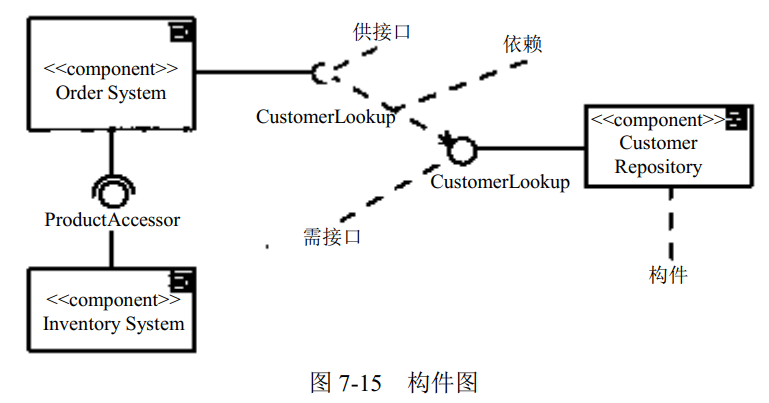 供接口
依赖
<<component>>
Order System
CustomerLookup
<<component>>
Customer
Repository
CustomerLookup
ProductAccessor
需接口
构件
<<component>>
Inventory System
图 7-15 构件图